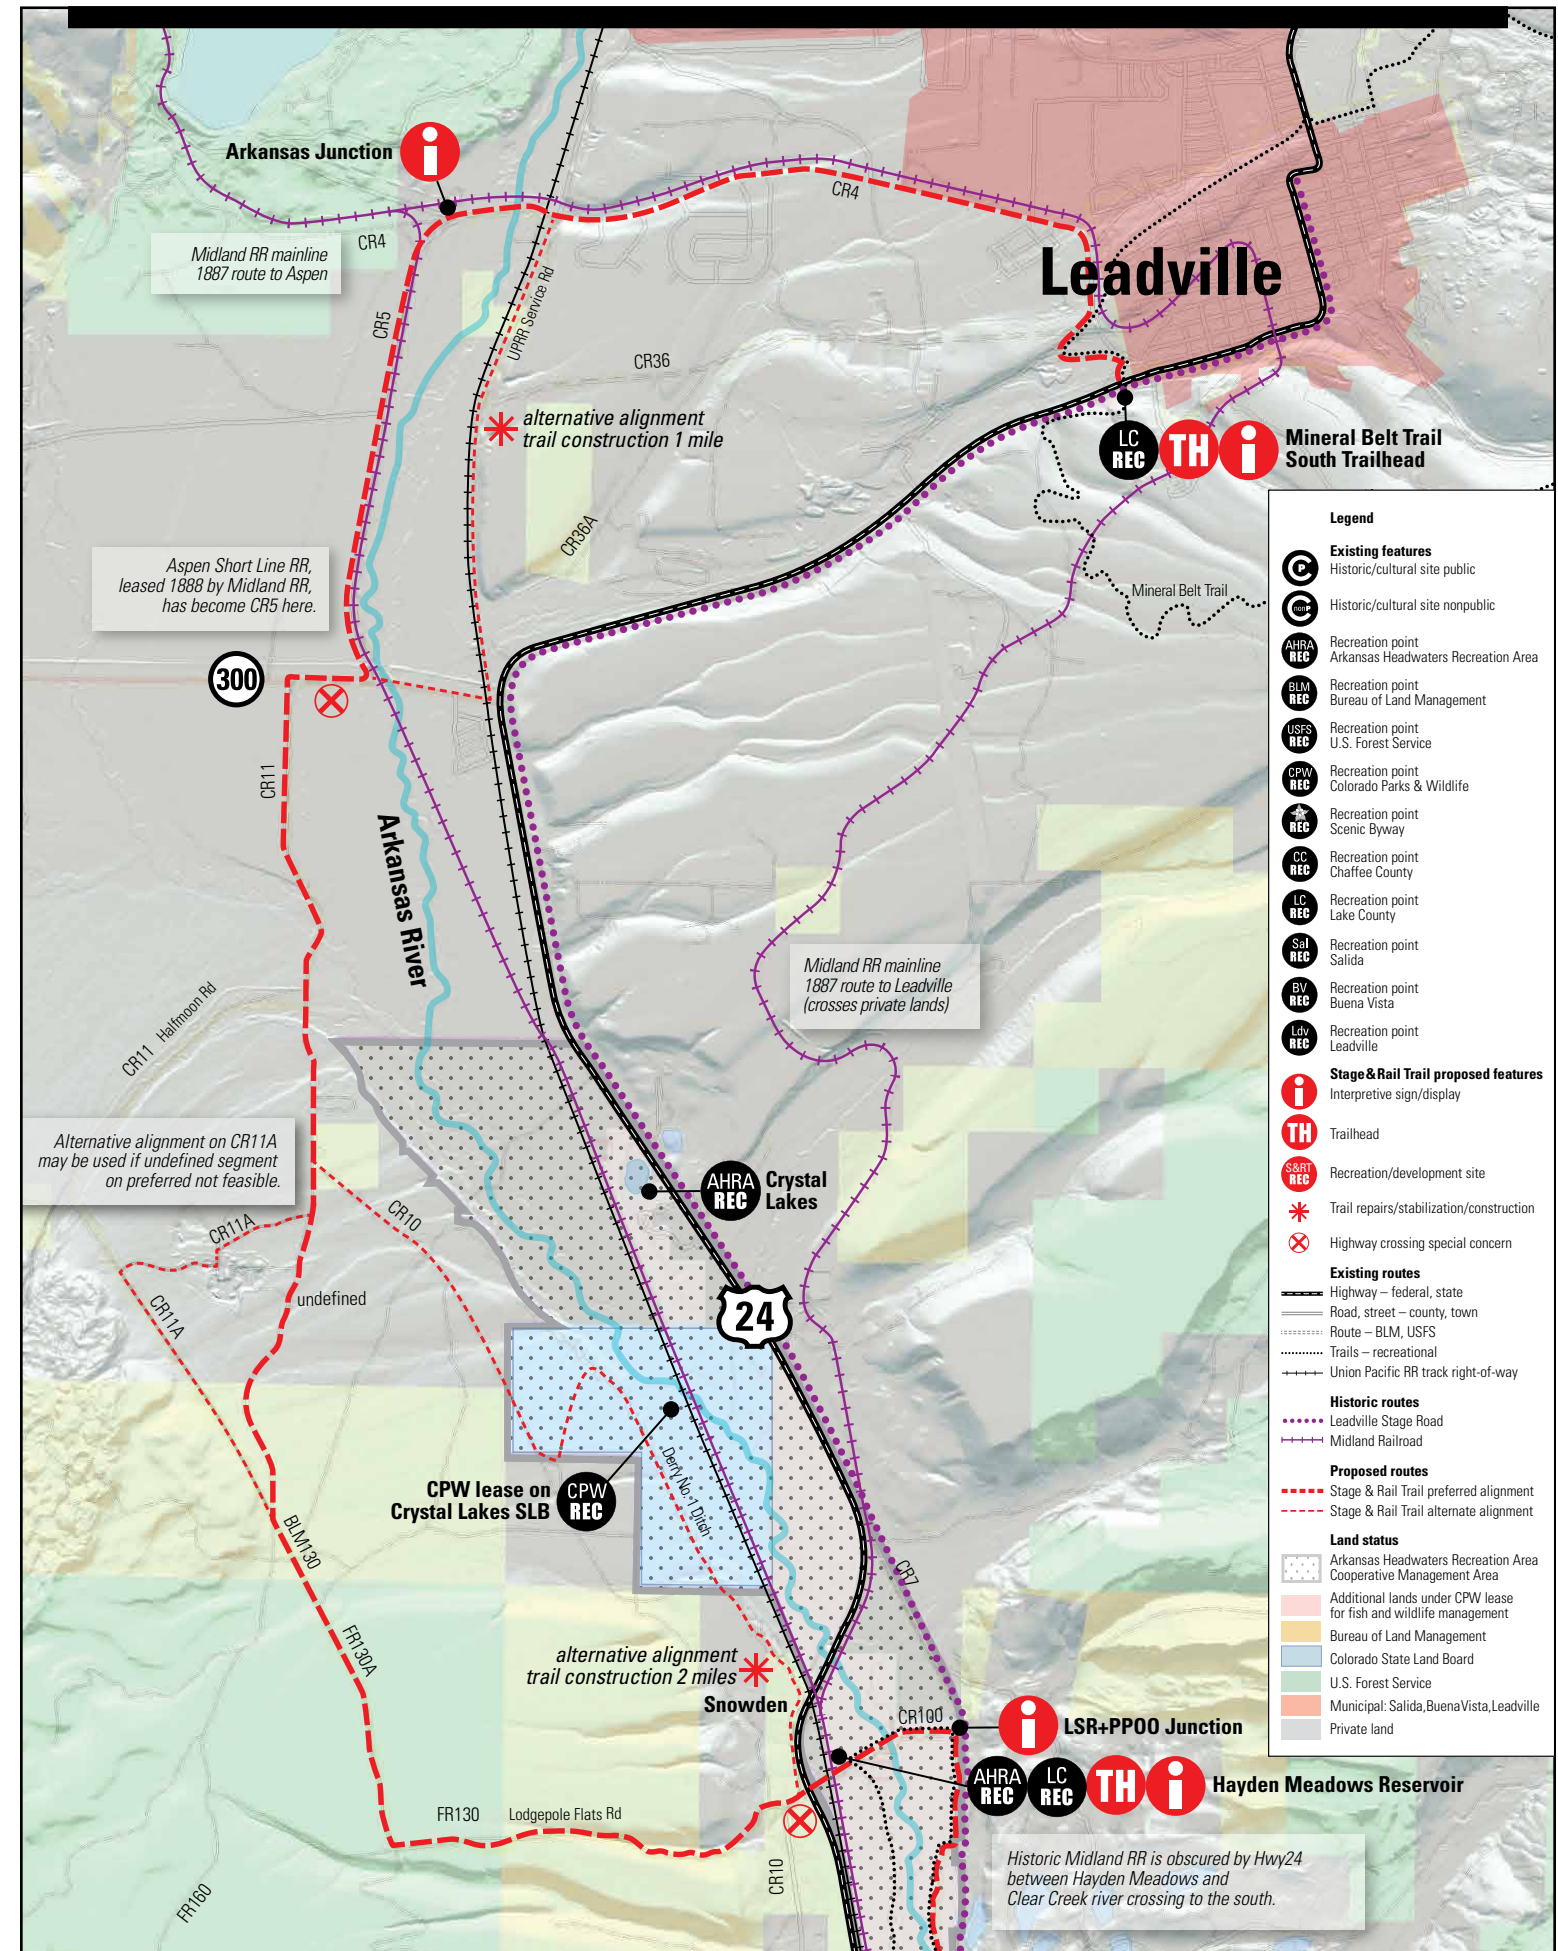 Arkansas Junction
CR4
CR4
Midland RR mainline
1887 route to Aspen
Leadville
CR5
UPRR Service Rd
CR36
alternative alignment
trail construction 1 mile
LC
REC
TH
i
Mineral Belt Trail
South Trailhead
CR36A
Aspen Short Line RR,
leased 1888 by Midland RR,
has become CR5 here.
Mineral Belt Trail
300
CR11
Arkansas River
Midland RR mainline
1887 route to Leadville
(crosses private lands)
CR11 Halfmoon Rd
Alternative alignment on CR11A
may be used if undefined segment
on preferred not feasible.
AHRA
REC
Crystal
Lakes
CR10
CR11A
undefined
CR11A
24
CPW lease on
Crystal Lakes SLB
CPW
REC
Derry No. 1 Ditch
BLM130
CR7
FR130A
alternative alignment
trail construction 2 miles
Snowden
CR100
i
LSR+PPOO Junction
AHRA
REC
LC
REC
TH
i
Hayden Meadows Reservoir
FR130
Lodgepole Flats Rd
CR10
FR160
Historic Midland RR is obscured by Hwy24
between Hayden Meadows and
Clear Creek river crossing to the south.
Legend
Existing features
P
Historic/cultural site public
nonP
Historic/cultural site nonpublic
AHRA
REC
Recreation point
Arkansas Headwaters Recreation Area
BLM
REC
Recreation point
Bureau of Land Management
USFS
REC
Recreation point
U.S. Forest Service
CPW
REC
Recreation point
Colorado Parks & Wildlife
REC
Recreation point
Scenic Byway
CC
REC
Recreation point
Chaffee County
LC
REC
Recreation point
Lake County
Sal
REC
Recreation point
Salida
BV
REC
Recreation point
Buena Vista
Ldv
REC
Recreation point
Leadville
Stage&Rail Trail proposed features
i
Interpretive sign/display
TH
Trailhead
S&RT
REC
Recreation/development site
Trail repairs/stabilization/construction
Highway crossing special concern
Existing routes
Highway – federal, state
Road, street – county, town
Route – BLM, USFS
Trails – recreational
Union Pacific RR track right-of-way
Historic routes
Leadville Stage Road
Midland Railroad
Proposed routes
Stage & Rail Trail preferred alignment
Stage & Rail Trail alternate alignment
Land status
Arkansas Headwaters Recreation Area
Cooperative Management Area
Additional lands under CPW lease
for fish and wildlife management
Bureau of Land Management
Colorado State Land Board
U.S. Forest Service
Municipal: Salida,BuenaVista,Leadville
Private land